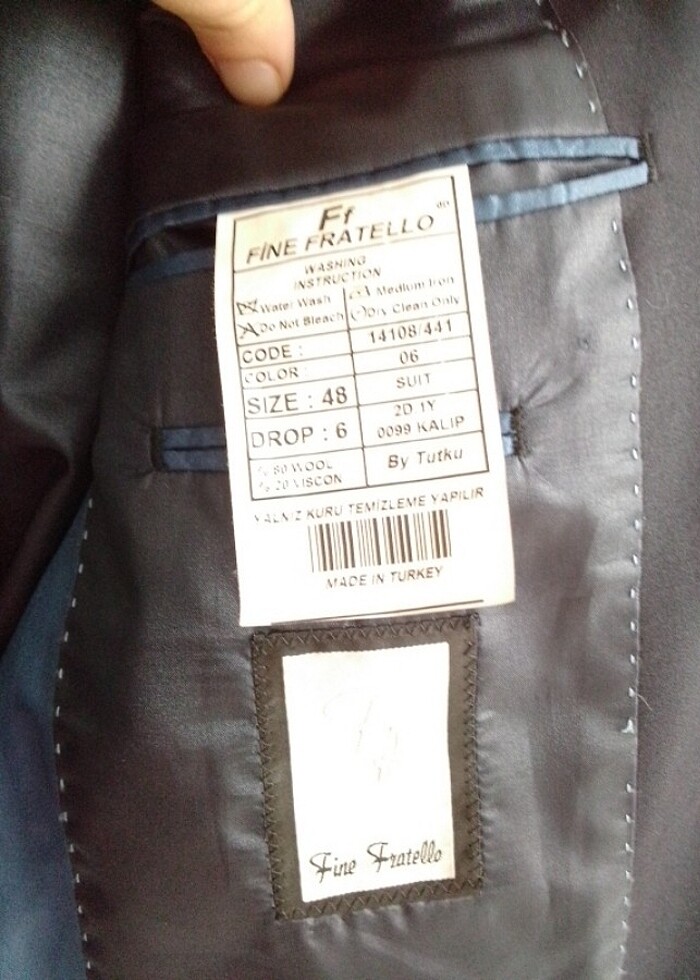 Ff
FİNE FRATELLO
WASHING
INSTRUCTION
Water Wash
Medium Iron
Do Not Bleach
Dry Clean Only
CODE :
14108/441
COLOR :
06
SIZE : 48
SUIT
DROP : 6
2D 1Y
0099 KALIP
% 80 WOOL
% 20 VISCON
By Tutku
YALNIZ KURU TEMİZLEME YAPILIR
MADE IN TURKEY
Fine Fratello